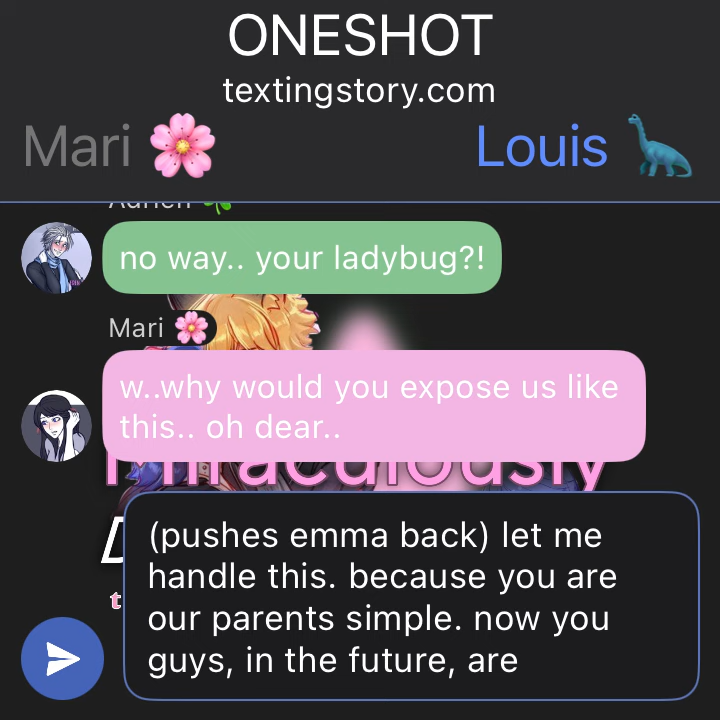 ONESHOT
textingstory.com
Mari 🌸 Louis 🦕
Adrien 🍀
no way.. your ladybug?!
Mari 🌸
w..why would you expose us like
this.. oh dear..
Miraculously
D
(pushes emma back) let me
handle this. because you are
our parents simple. now you
guys, in the future, are
t